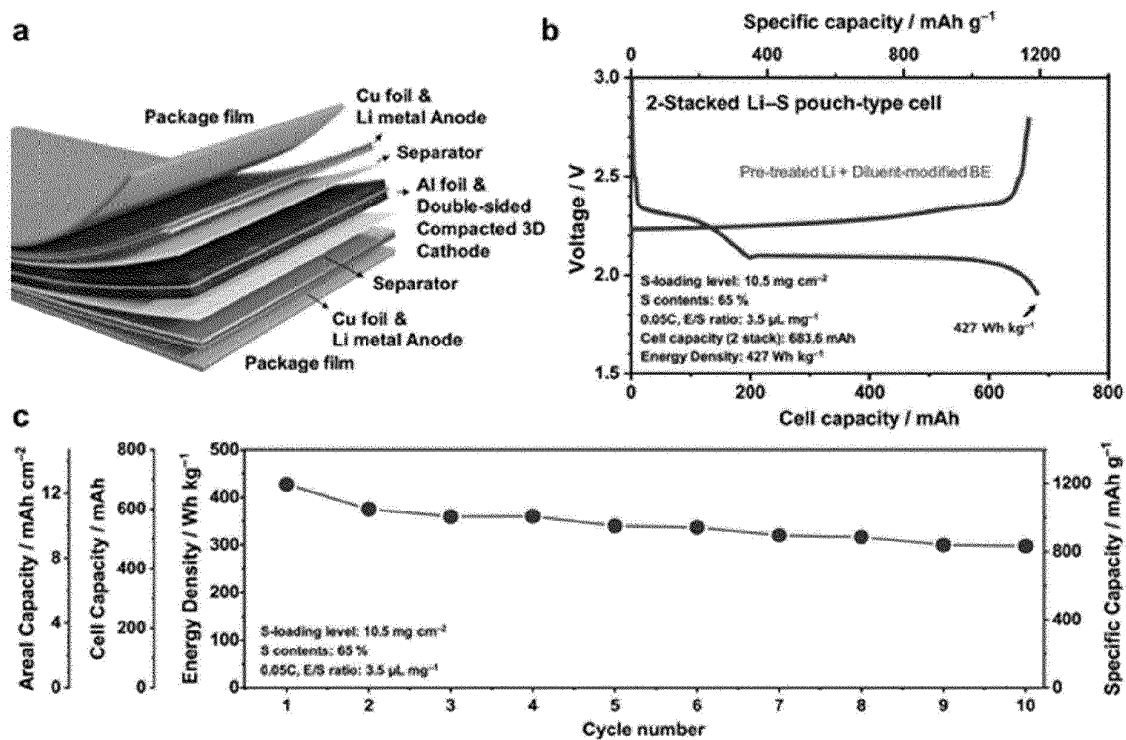 a
Package film
Cu foil &
Li metal Anode
Separator
Al foil &
Double-sided
Compacted 3D
Cathode
Separator
Cu foil &
Li metal Anode
Package film
b
Specific capacity / mAh g⁻¹
0 400 800 1200
3.0
2.5
2.0
1.5
Voltage / V
2-Stacked Li–S pouch-type cell
Pre-treated Li + Diluent-modified BE
S-loading level: 10.5 mg cm⁻²
S contents: 65 %
0.05C, E/S ratio: 3.5 µL mg⁻¹
Cell capacity (2 stack): 683.6 mAh
Energy Density: 427 Wh kg⁻¹
427 Wh kg⁻¹
0 200 400 600 800
Cell capacity / mAh
c
Areal Capacity / mAh cm⁻²
12
8
4
0
Cell Capacity / mAh
800
600
400
200
0
Energy Density / Wh kg⁻¹
500
400
300
200
100
0
S-loading level: 10.5 mg cm⁻²
S contents: 65 %
0.05C, E/S ratio: 3.5 µL mg⁻¹
1200
800
400
0
Specific Capacity / mAh g⁻¹
1 2 3 4 5 6 7 8 9 10
Cycle number